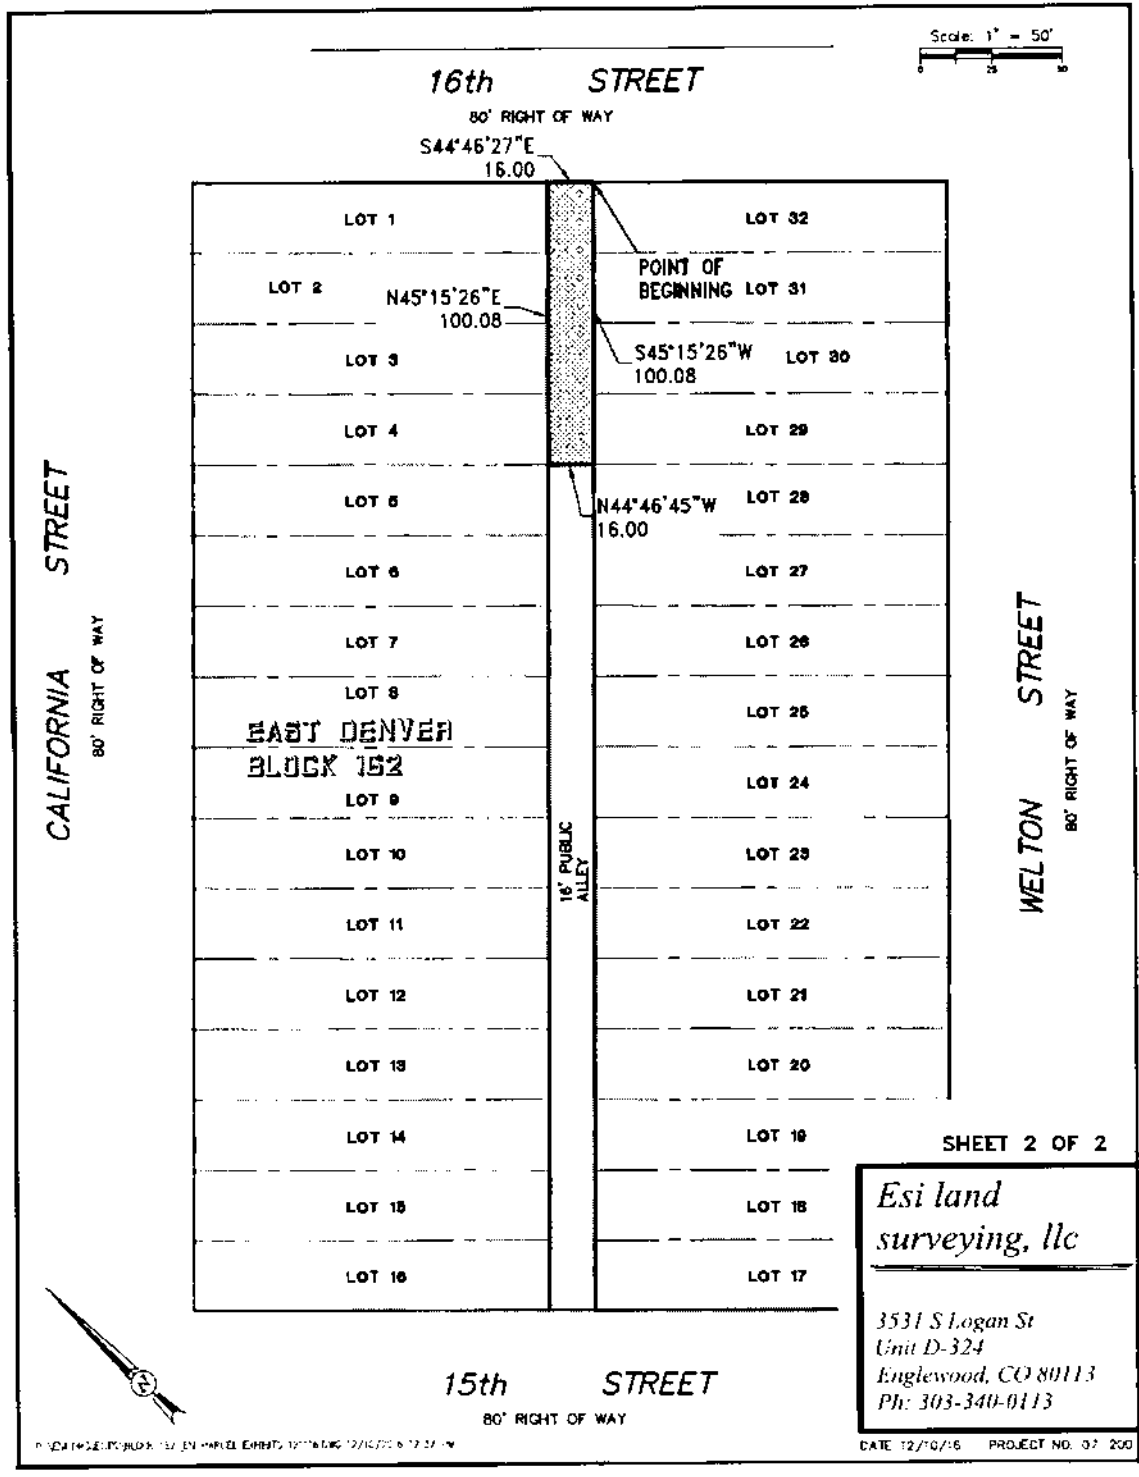 Scale: 1" = 50'
0 25 50
16th STREET
80' RIGHT OF WAY
S44°46'27"E
16.00
LOT 1
LOT 32
POINT OF
BEGINNING
LOT 2
LOT 31
N45°15'26"E
100.08
S45°15'26"W
100.08
LOT 3
LOT 30
LOT 4
LOT 29
LOT 5
LOT 28
N44°46'45"W
16.00
LOT 6
LOT 27
LOT 7
LOT 26
LOT 8
LOT 25
EAST DENVER
BLOCK 162
LOT 9
LOT 24
LOT 10
LOT 23
LOT 11
LOT 22
LOT 12
LOT 21
LOT 13
LOT 20
LOT 14
LOT 19
LOT 15
LOT 18
LOT 16
LOT 17
16' PUBLIC
ALLEY
CALIFORNIA STREET
80' RIGHT OF WAY
WELTON STREET
80' RIGHT OF WAY
15th STREET
80' RIGHT OF WAY
N
SHEET 2 OF 2
Esi land
surveying, llc
3531 S Logan St
Unit D-324
Englewood, CO 80113
Ph: 303-340-0113
DATE 12/10/16 PROJECT NO. 07 200